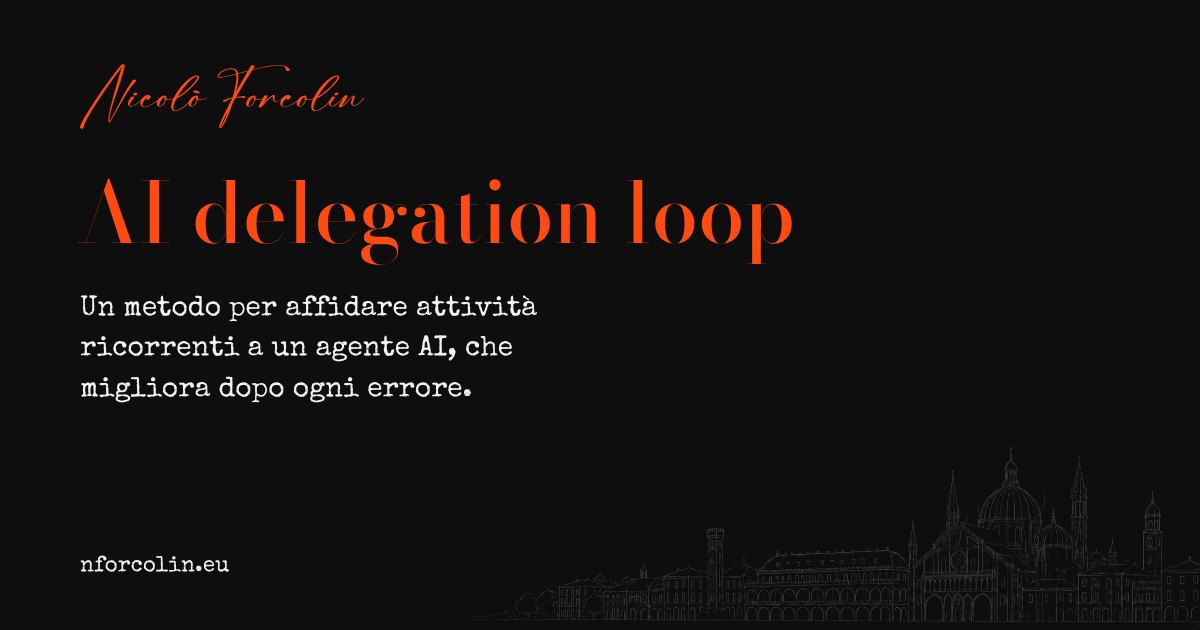 Nicolò Forcolin
AI delegation loop
Un metodo per affidare attività
ricorrenti a un agente AI, che
migliora dopo ogni errore.
nforcolin.eu